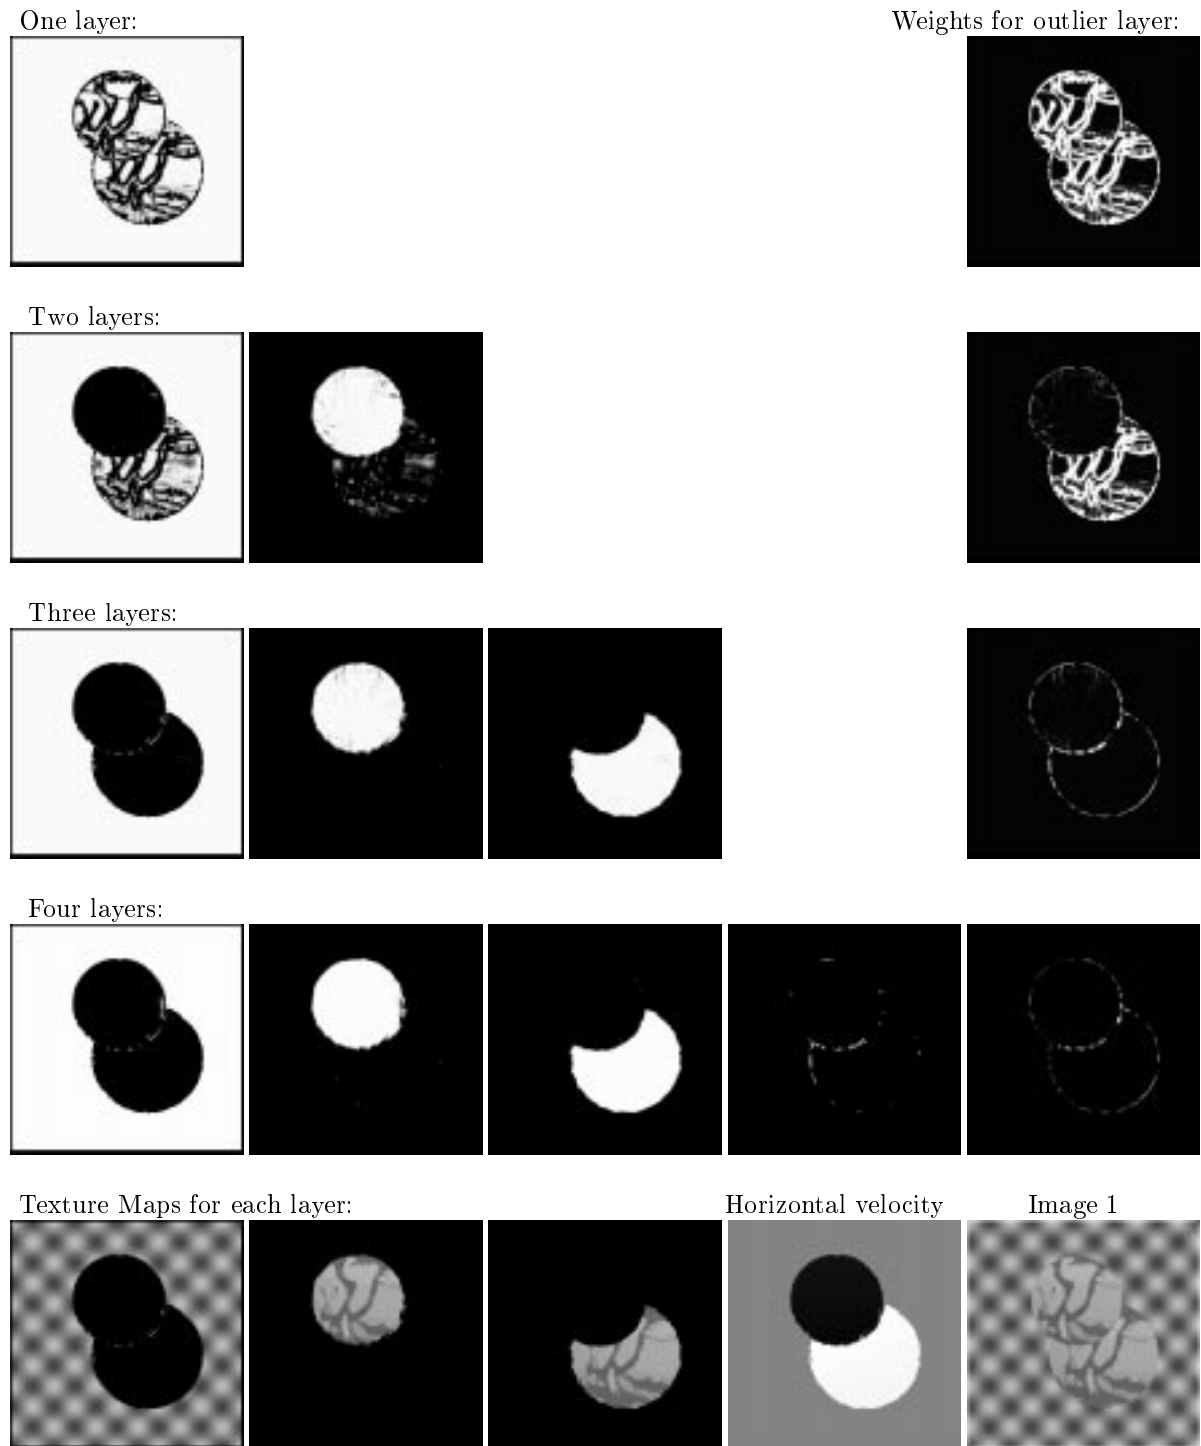 One layer:
Weights for outlier layer:
Two layers:
Three layers:
Four layers:
Texture Maps for each layer:
Horizontal velocity
Image 1